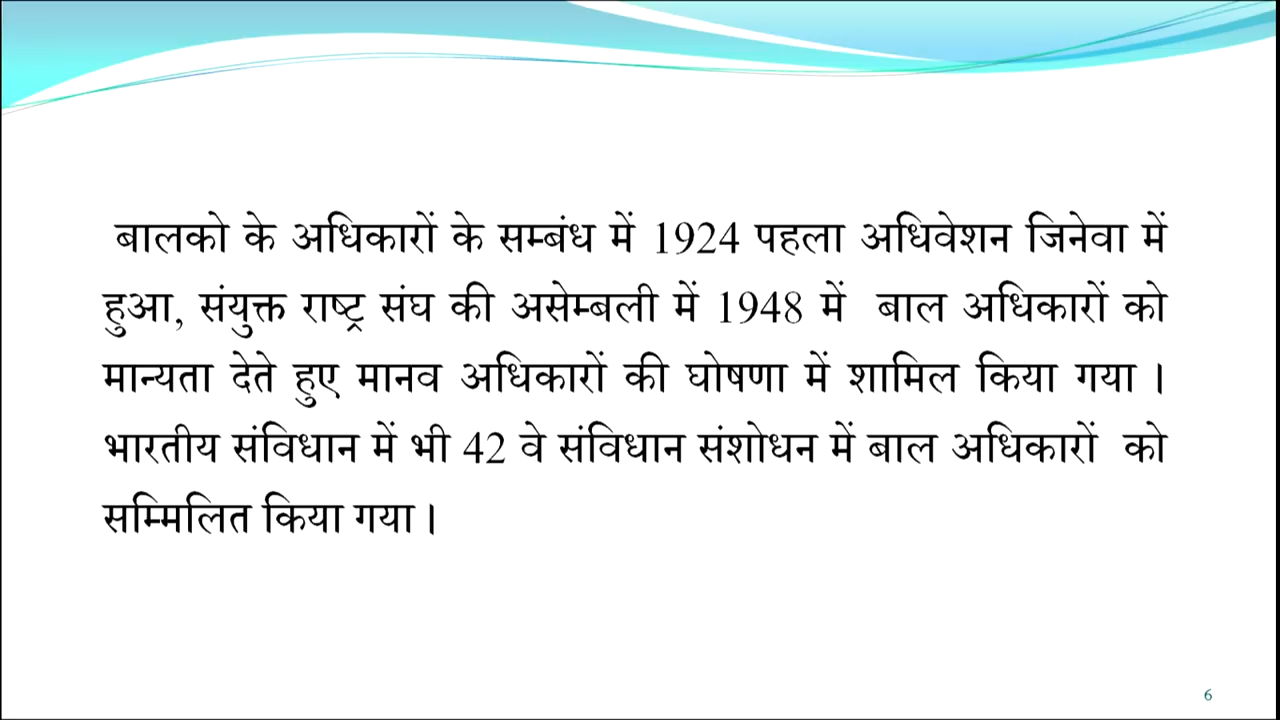 बालको के अधिकारों के सम्बंध में 1924 पहला अधिवेशन जिनेवा में
हुआ, संयुक्त राष्ट्र संघ की असेम्बली में 1948 में बाल अधिकारों को
मान्यता देते हुए मानव अधिकारों की घोषणा में शामिल किया गया ।
भारतीय संविधान में भी 42 वे संविधान संशोधन में बाल अधिकारों को
सम्मिलित किया गया ।
6